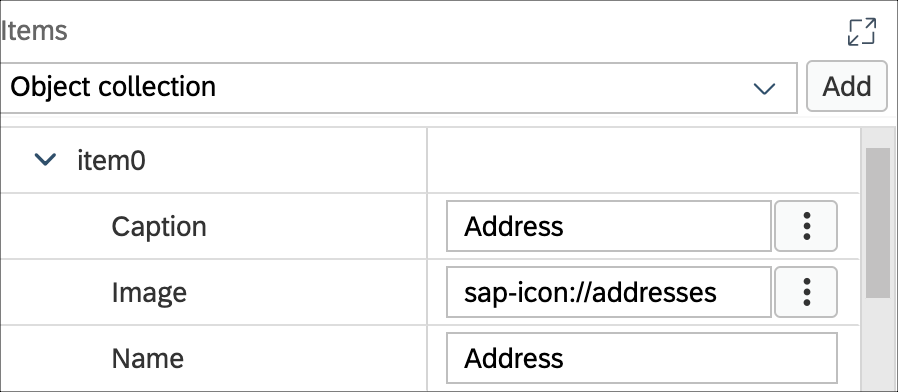 Items
Object collection Add
item0
Caption Address
Image sap-icon://addresses
Name Address